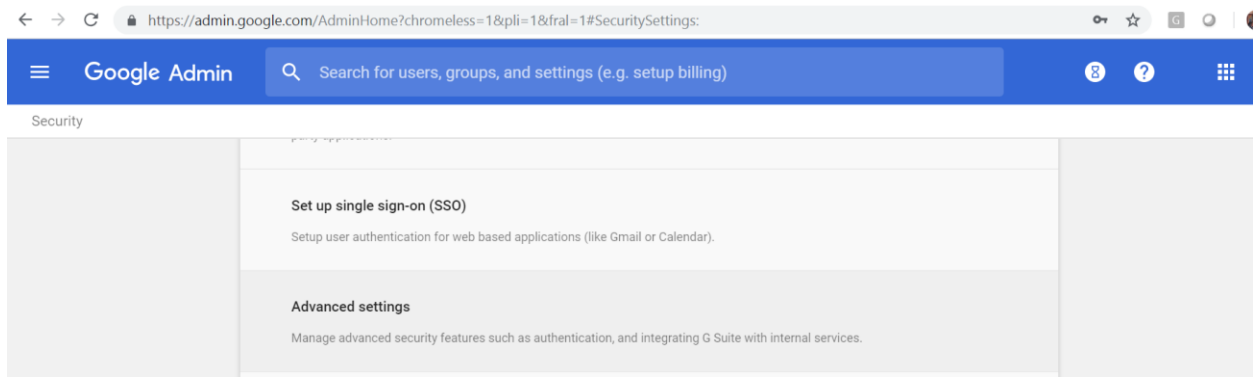 https://admin.google.com/AdminHome?chromeless=1&pli=1&fral=1#SecuritySettings:
G
Google Admin
Search for users, groups, and settings (e.g. setup billing)
8
?
Security
Set up single sign-on (SSO)
Setup user authentication for web based applications (like Gmail or Calendar).
Advanced settings
Manage advanced security features such as authentication, and integrating G Suite with internal services.